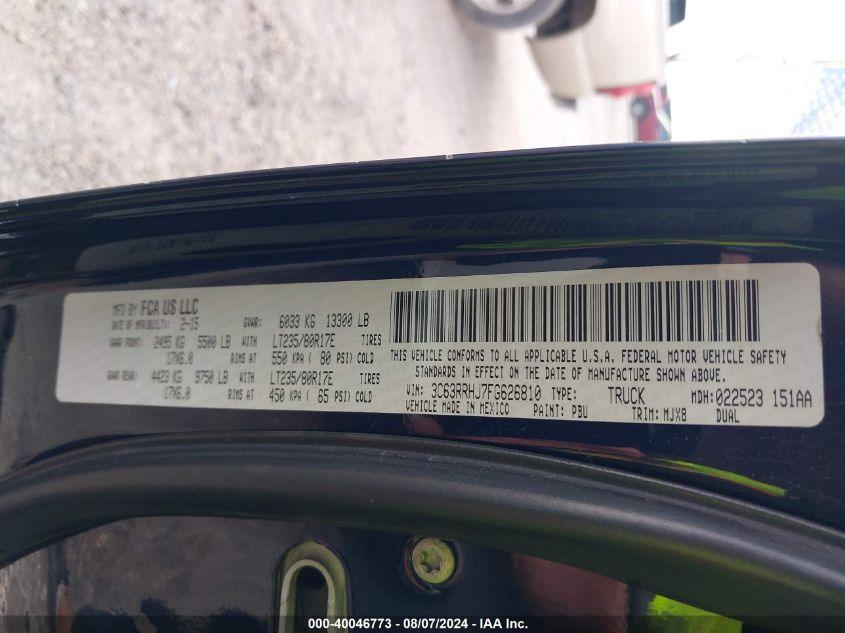 MFD BY FCA US LLC
DATE OF MFR(BUILT): 2-15 GVWR: 6033 KG 13300 LB
GAWR FRONT: 2495 KG 5500 LB WITH LT235/80R17E TIRES
17X6.0 RIMS AT 550 KPA ( 80 PSI) COLD
GAWR REAR: 4423 KG 9750 LB WITH LT235/80R17E TIRES
17X6.0 RIMS AT 450 KPA ( 65 PSI) COLD
THIS VEHICLE CONFORMS TO ALL APPLICABLE U.S.A. FEDERAL MOTOR VEHICLE SAFETY
STANDARDS IN EFFECT ON THE DATE OF MANUFACTURE SHOWN ABOVE.
VIN: 3C63RRHJ7FG626810 TYPE: TRUCK MDH: 022523 151AA
VEHICLE MADE IN MEXICO PAINT: PBU TRIM: MJX8 DUAL
000-40046773 - 08/07/2024 - IAA Inc.